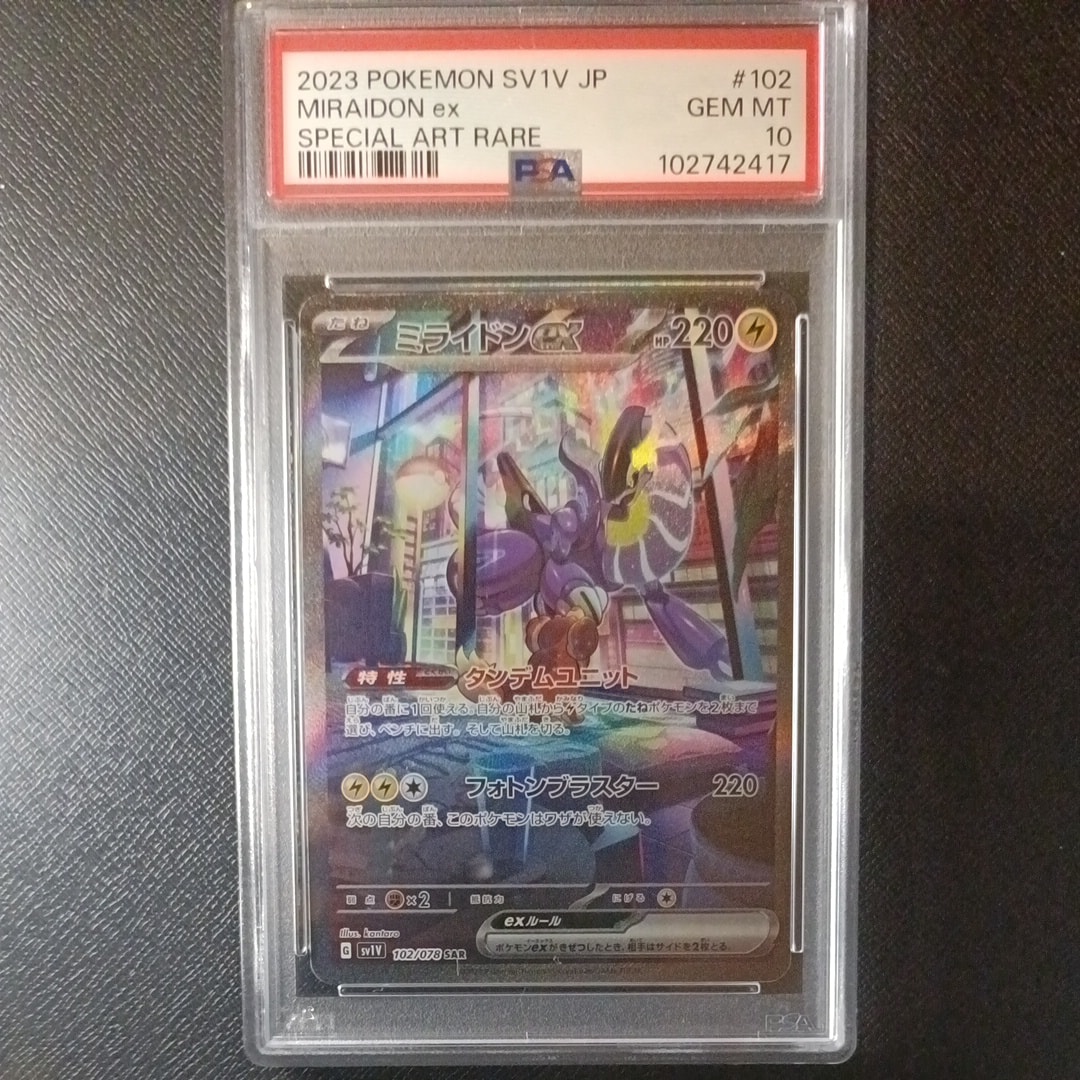 2023 POKEMON SV1V JP #102
MIRAIDON ex GEM MT
SPECIAL ART RARE 10
PSA 102742417
たね ミライドンex HP 220
特性 タンデムユニット
自分の番に1回使える。自分の山札からタイプのたねポケモンを2枚まで
選び、ベンチに出す。そして山札を切る。
フォトンブラスター 220
次の自分の番、このポケモンはワザが使えない。
弱点 ×2 抵抗力 にげる
exルール
ポケモンexがきぜつしたとき、相手はサイドを2枚とる。
Illus. kantaro
G sv1V 102/078 SAR
PSA